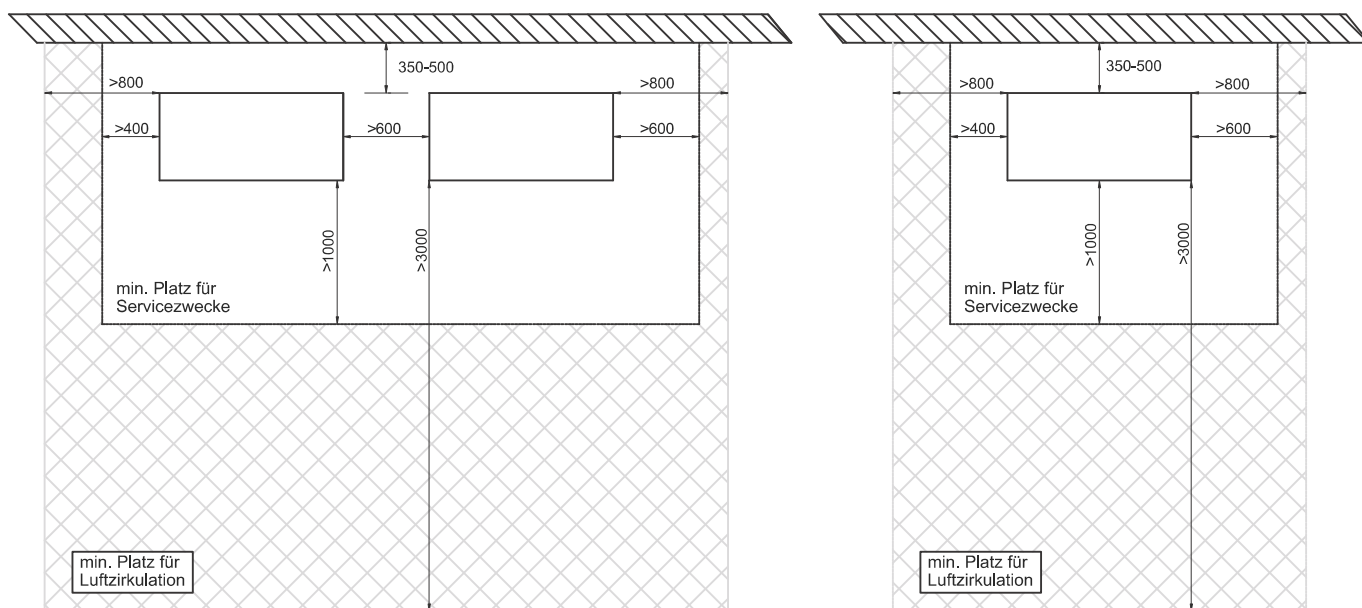 350-500
>800
>800
>400
>600
>600
>1000
>3000
min. Platz für
Servicezwecke
min. Platz für
Luftzirkulation
350-500
>800
>800
>400
>600
>1000
>3000
min. Platz für
Servicezwecke
min. Platz für
Luftzirkulation